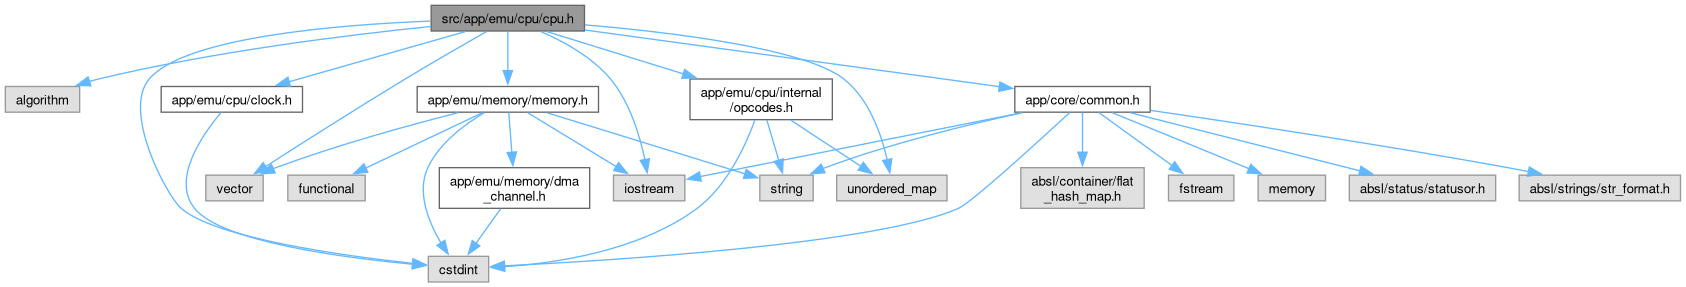 src/app/emu/cpu/cpu.h
algorithm
app/emu/cpu/clock.h
app/emu/memory/memory.h
app/emu/cpu/internal
/opcodes.h
app/core/common.h
vector
functional
app/emu/memory/dma
_channel.h
iostream
string
unordered_map
absl/container/flat
_hash_map.h
fstream
memory
absl/status/statusor.h
absl/strings/str_format.h
cstdint